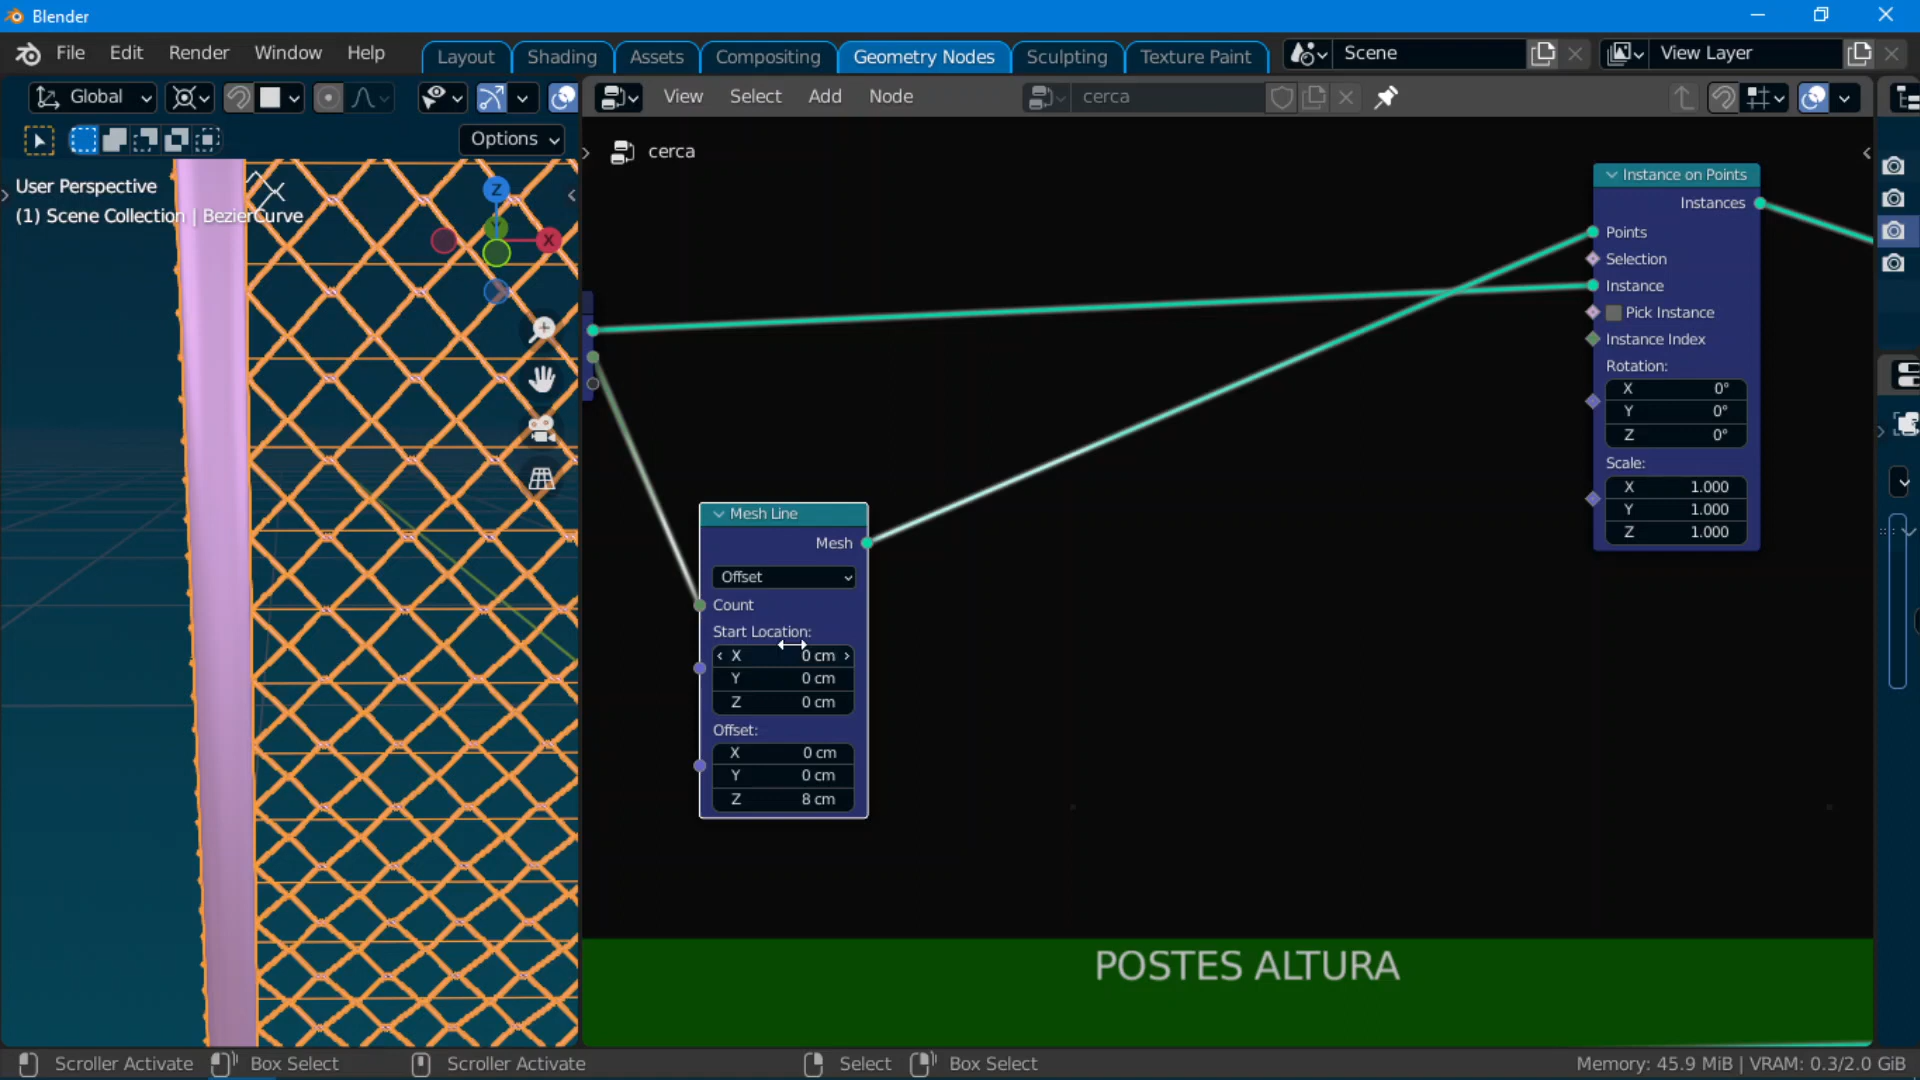 Blender
File Edit Render Window Help
Layout Shading Assets Compositing Geometry Nodes Sculpting Texture Paint
Scene
View Layer
Global
View Select Add Node
cerca
Options
cerca
User Perspective
(1) Scene Collection | BezierCurve
Z
X
Instance on Points
Instances
Points
Selection
Instance
Pick Instance
Instance Index
Rotation:
X 0°
Y 0°
Z 0°
Scale:
X 1.000
Y 1.000
Z 1.000
Mesh Line
Mesh
Offset
Count
Start Location:
X 0 cm
Y 0 cm
Z 0 cm
Offset:
X 0 cm
Y 0 cm
Z 8 cm
POSTES ALTURA
Scroller Activate Box Select Scroller Activate Select Box Select
Memory: 45.9 MiB | VRAM: 0.3/2.0 GiB